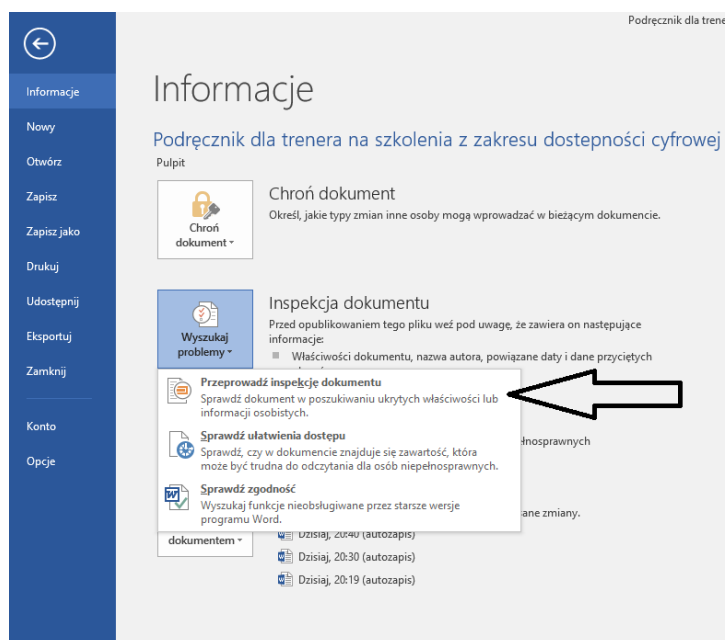 Podręcznik dla trene
Informacje
Nowy
Otwórz
Zapisz
Zapisz jako
Drukuj
Udostępnij
Eksportuj
Zamknij
Konto
Opcje
Informacje
Podręcznik dla trenera na szkolenia z zakresu dostepności cyfrowej
Pulpit
Chroń
dokument
Chroń dokument
Określ, jakie typy zmian inne osoby mogą wprowadzać w bieżącym dokumencie.
Wyszukaj
problemy
Inspekcja dokumentu
Przed opublikowaniem tego pliku weź pod uwagę, że zawiera on następujące
informacje:
Właściwości dokumentu, nazwa autora, powiązane daty i dane przyciętych
Przeprowadź inspekcję dokumentu
Sprawdź dokument w poszukiwaniu ukrytych właściwości lub
informacji osobistych.
Sprawdź ułatwienia dostępu
Sprawdź, czy w dokumencie znajduje się zawartość, która
może być trudna do odczytania dla osób niepełnosprawnych.
Sprawdź zgodność
Wyszukaj funkcje nieobsługiwane przez starsze wersje
programu Word.
łnosprawnych
ane zmiany.
dokumentem
Dzisiaj, 20:40 (autozapis)
Dzisiaj, 20:30 (autozapis)
Dzisiaj, 20:19 (autozapis)